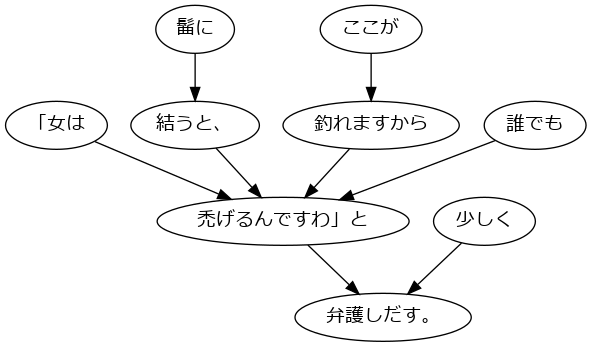 髷に
ここが
「女は
結うと、
釣れますから
誰でも
禿げるんですわ」と
少しく
弁護しだす。